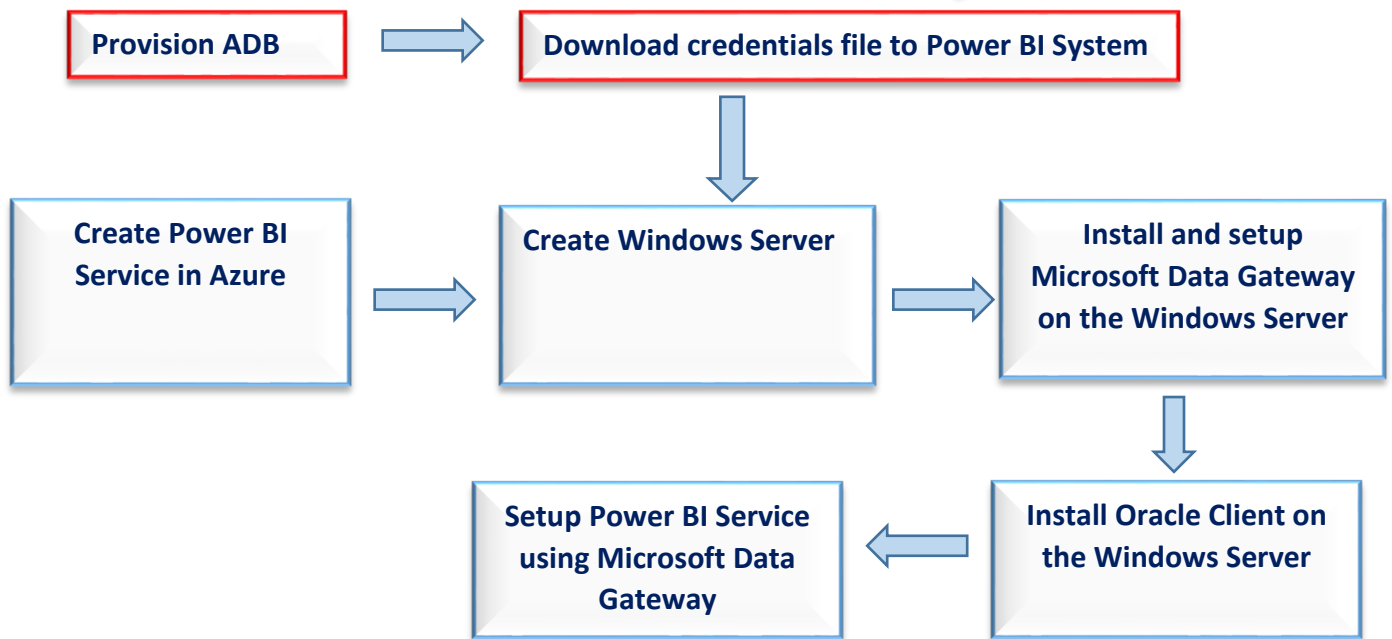 Provision ADB
Download credentials file to Power BI System
Create Power BI
Service in Azure
Create Windows Server
Install and setup
Microsoft Data Gateway
on the Windows Server
Setup Power BI Service
using Microsoft Data
Gateway
Install Oracle Client on
the Windows Server